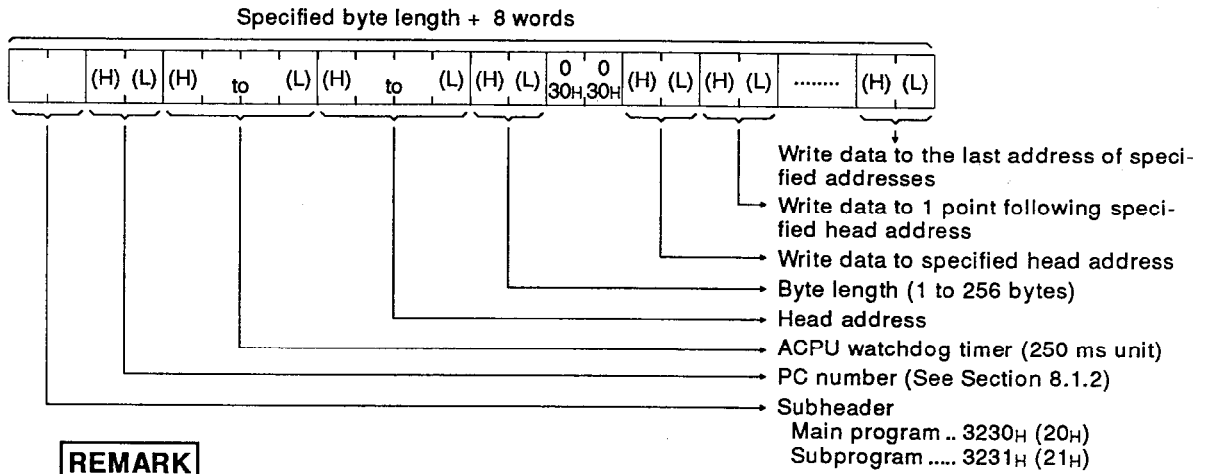 Specified byte length + 8 words
(H) (L) (H) to (L) (H) to (L) (H) (L) 0 0 (H) (L) (H) (L) ........ (H) (L)
30H 30H
Write data to the last address of speci-
fied addresses
Write data to 1 point following speci-
fied head address
Write data to specified head address
Byte length (1 to 256 bytes)
Head address
ACPU watchdog timer (250 ms unit)
PC number (See Section 8.1.2)
Subheader
Main program .. 3230H (20H)
Subprogram ..... 3231H (21H)
REMARK